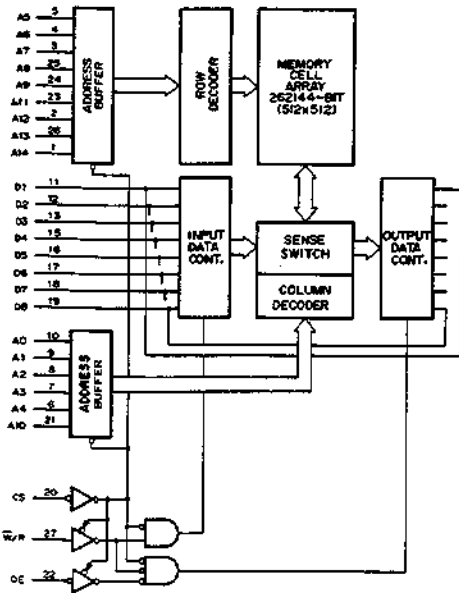 A5 5
A6 4
A7 3
A8 25
A9 24
A11 23
A12 2
A13 26
A14 1
ADDRESS
BUFFER
ROW
DECODER
MEMORY
CELL
ARRAY
262144-BIT
(512x512)
D1 11
D2 12
D3 13
D4 15
D5 16
D6 17
D7 18
D8 19
INPUT
DATA
CONT.
SENSE
SWITCH
COLUMN
DECODER
OUTPUT
DATA
CONT.
A0 10
A1 9
A2 8
A3 7
A4 6
A10 21
ADDRESS
BUFFER
CS 20
W/R 27
OE 22